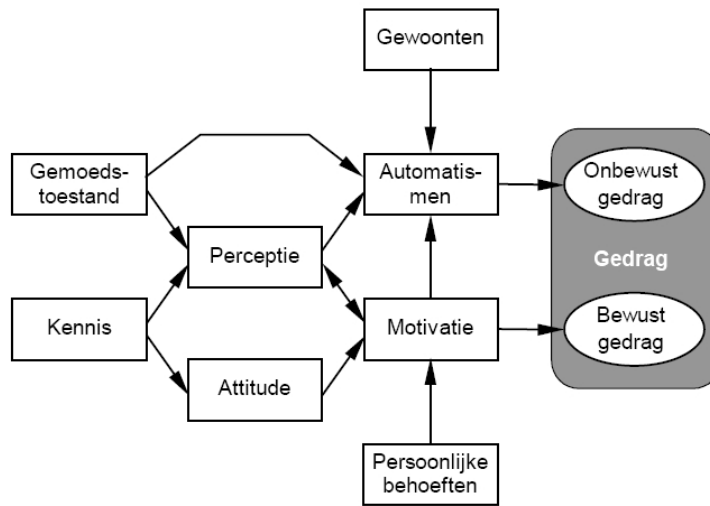 Gewoonten
Gemoeds-
toestand
Automatis-
men
Onbewust
gedrag
Perceptie
Gedrag
Kennis
Motivatie
Bewust
gedrag
Attitude
Persoonlijke
behoeften